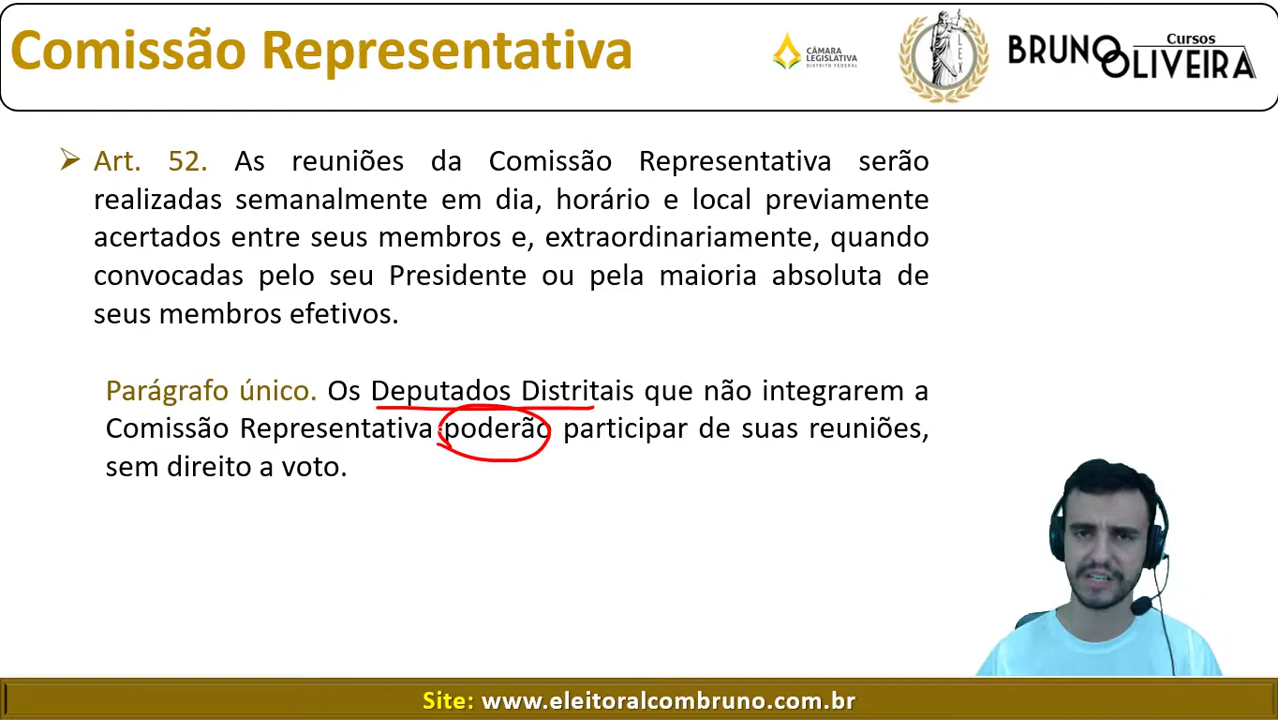 Comissão Representativa
CÂMARA
LEGISLATIVA
DISTRITO FEDERAL
LEX
Cursos
BRUNO
OLIVEIRA
Art. 52. As reuniões da Comissão Representativa serão
realizadas semanalmente em dia, horário e local previamente
acertados entre seus membros e, extraordinariamente, quando
convocadas pelo seu Presidente ou pela maioria absoluta de
seus membros efetivos.
Parágrafo único. Os Deputados Distritais que não integrarem a
Comissão Representativa poderão participar de suas reuniões,
sem direito a voto.
Site: www.eleitoralcombruno.com.br